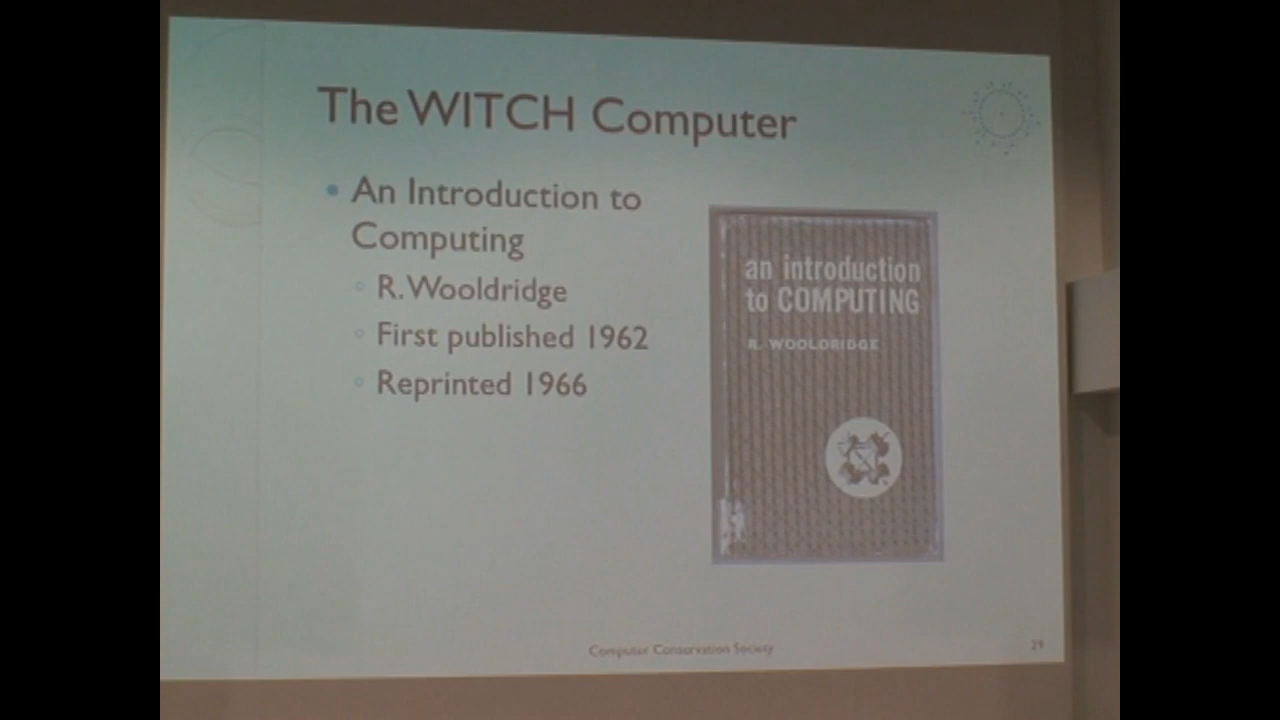 The WITCH Computer
An Introduction to
Computing
R. Wooldridge
First published 1962
Reprinted 1966
an introduction
to COMPUTING
R. WOOLDRIDGE
Computer Conservation Society
29